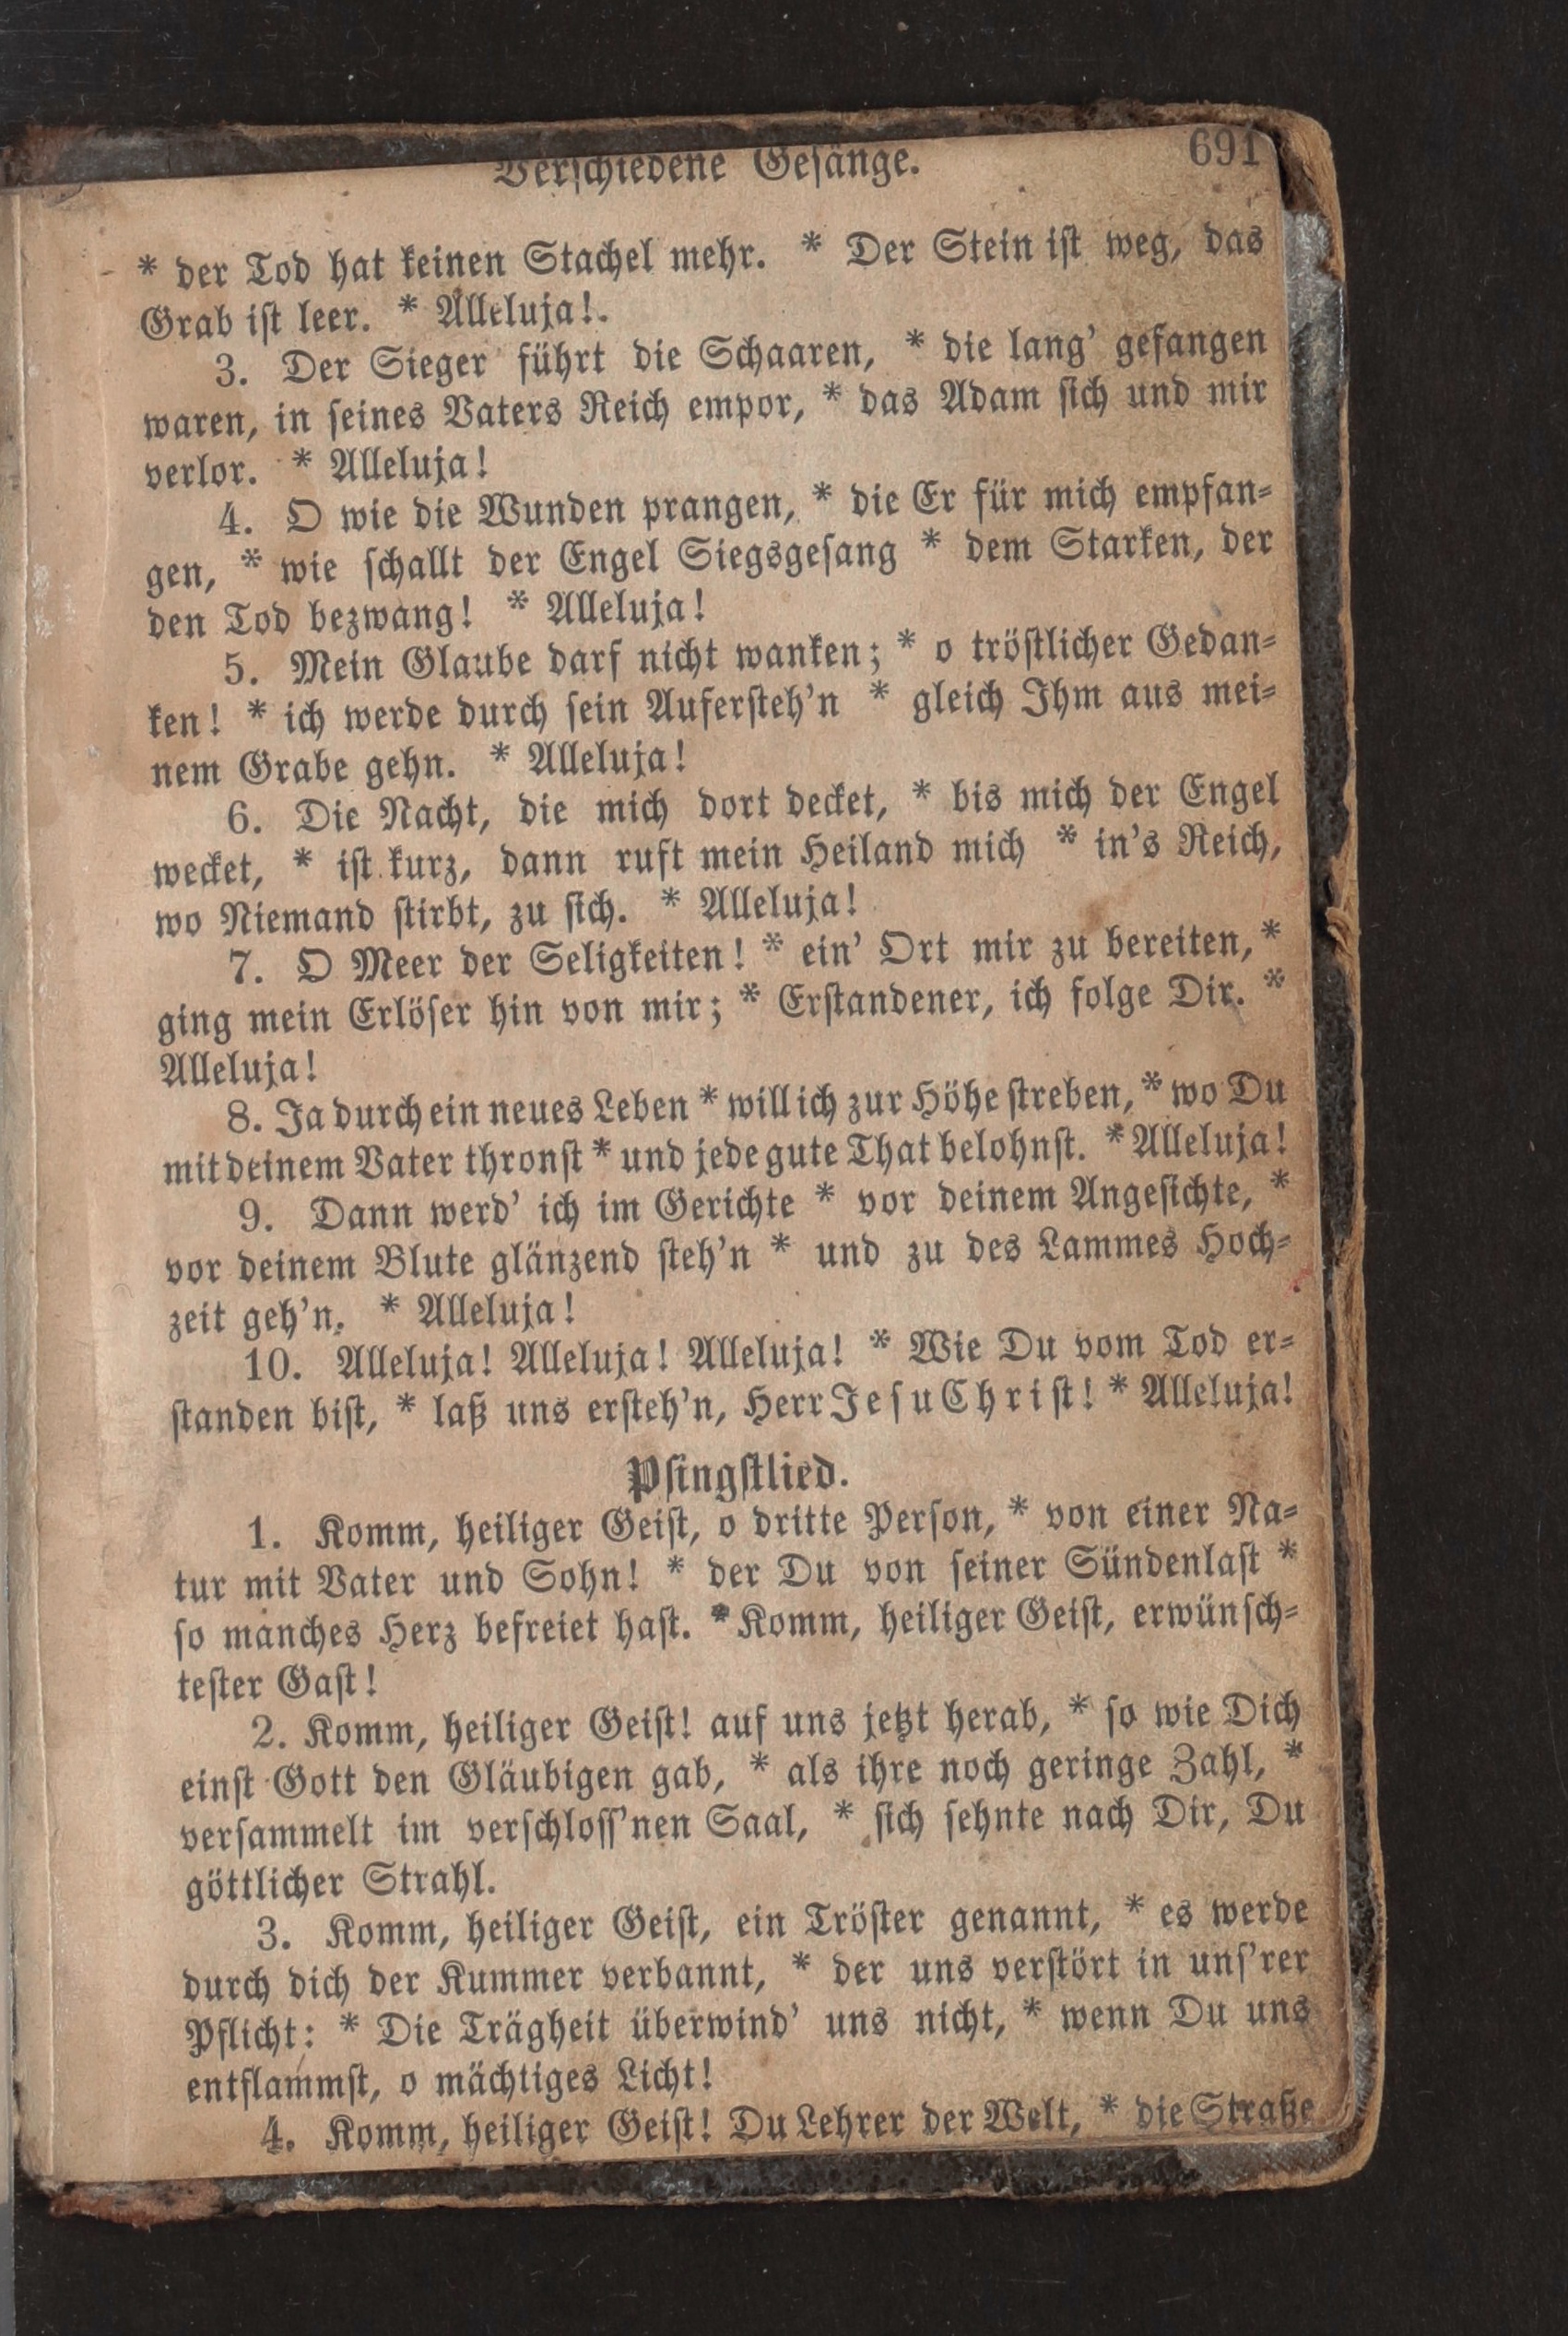 Verschiedene Gesänge. 691
* der Tod hat keinen Stachel mehr. * Der Stein ist weg, das
Grab ist leer. * Alleluja!
3. Der Sieger führt die Schaaren, * die lang' gefangen
waren, in seines Vaters Reich empor, * das Adam sich und mir
verlor. * Alleluja!
4. O wie die Wunden prangen, * die Er für mich empfan-
gen, * wie schallt der Engel Siegsgesang * dem Starken, der
den Tod bezwang! * Alleluja!
5. Mein Glaube darf nicht wanken; * o tröstlicher Gedan-
ken! * ich werde durch sein Aufersteh'n * gleich Ihm aus mei-
nem Grabe gehn. * Alleluja!
6. Die Nacht, die mich dort decket, * bis mich der Engel
wecket, * ist kurz, dann ruft mein Heiland mich * in's Reich,
wo Niemand stirbt, zu sich. * Alleluja!
7. O Meer der Seligkeiten! * ein' Ort mir zu bereiten, *
ging mein Erlöser hin von mir; * Erstandener, ich folge Dir. *
Alleluja!
8. Ja durch ein neues Leben * will ich zur Höhe streben, * wo Du
mit deinem Vater thronst * und jede gute That belohnst. * Alleluja!
9. Dann werd' ich im Gerichte * vor deinem Angesichte, *
vor deinem Blute glänzend steh'n * und zu des Lammes Hoch-
zeit geh'n. * Alleluja!
10. Alleluja! Alleluja! Alleluja! * Wie Du vom Tod er-
standen bist, * laß uns ersteh'n, Herr Jesu Christ! * Alleluja!
Pfingstlied.
1. Komm, heiliger Geist, o dritte Person, * von einer Na-
tur mit Vater und Sohn! * der Du von seiner Sündenlast *
so manches Herz befreiet hast. * Komm, heiliger Geist, erwünsch-
tester Gast!
2. Komm, heiliger Geist! auf uns jetzt herab, * so wie Dich
einst Gott den Gläubigen gab, * als ihre noch geringe Zahl, *
versammelt im verschloss'nen Saal, * sich sehnte nach Dir, Du
göttlicher Strahl.
3. Komm, heiliger Geist, ein Tröster genannt, * es werde
durch dich der Kummer verbannt, * der uns verstört in uns'rer
Pflicht: * Die Trägheit überwind' uns nicht, * wenn Du uns
entflammst, o mächtiges Licht!
4. Komm, heiliger Geist! Du Lehrer der Welt, * die Straße